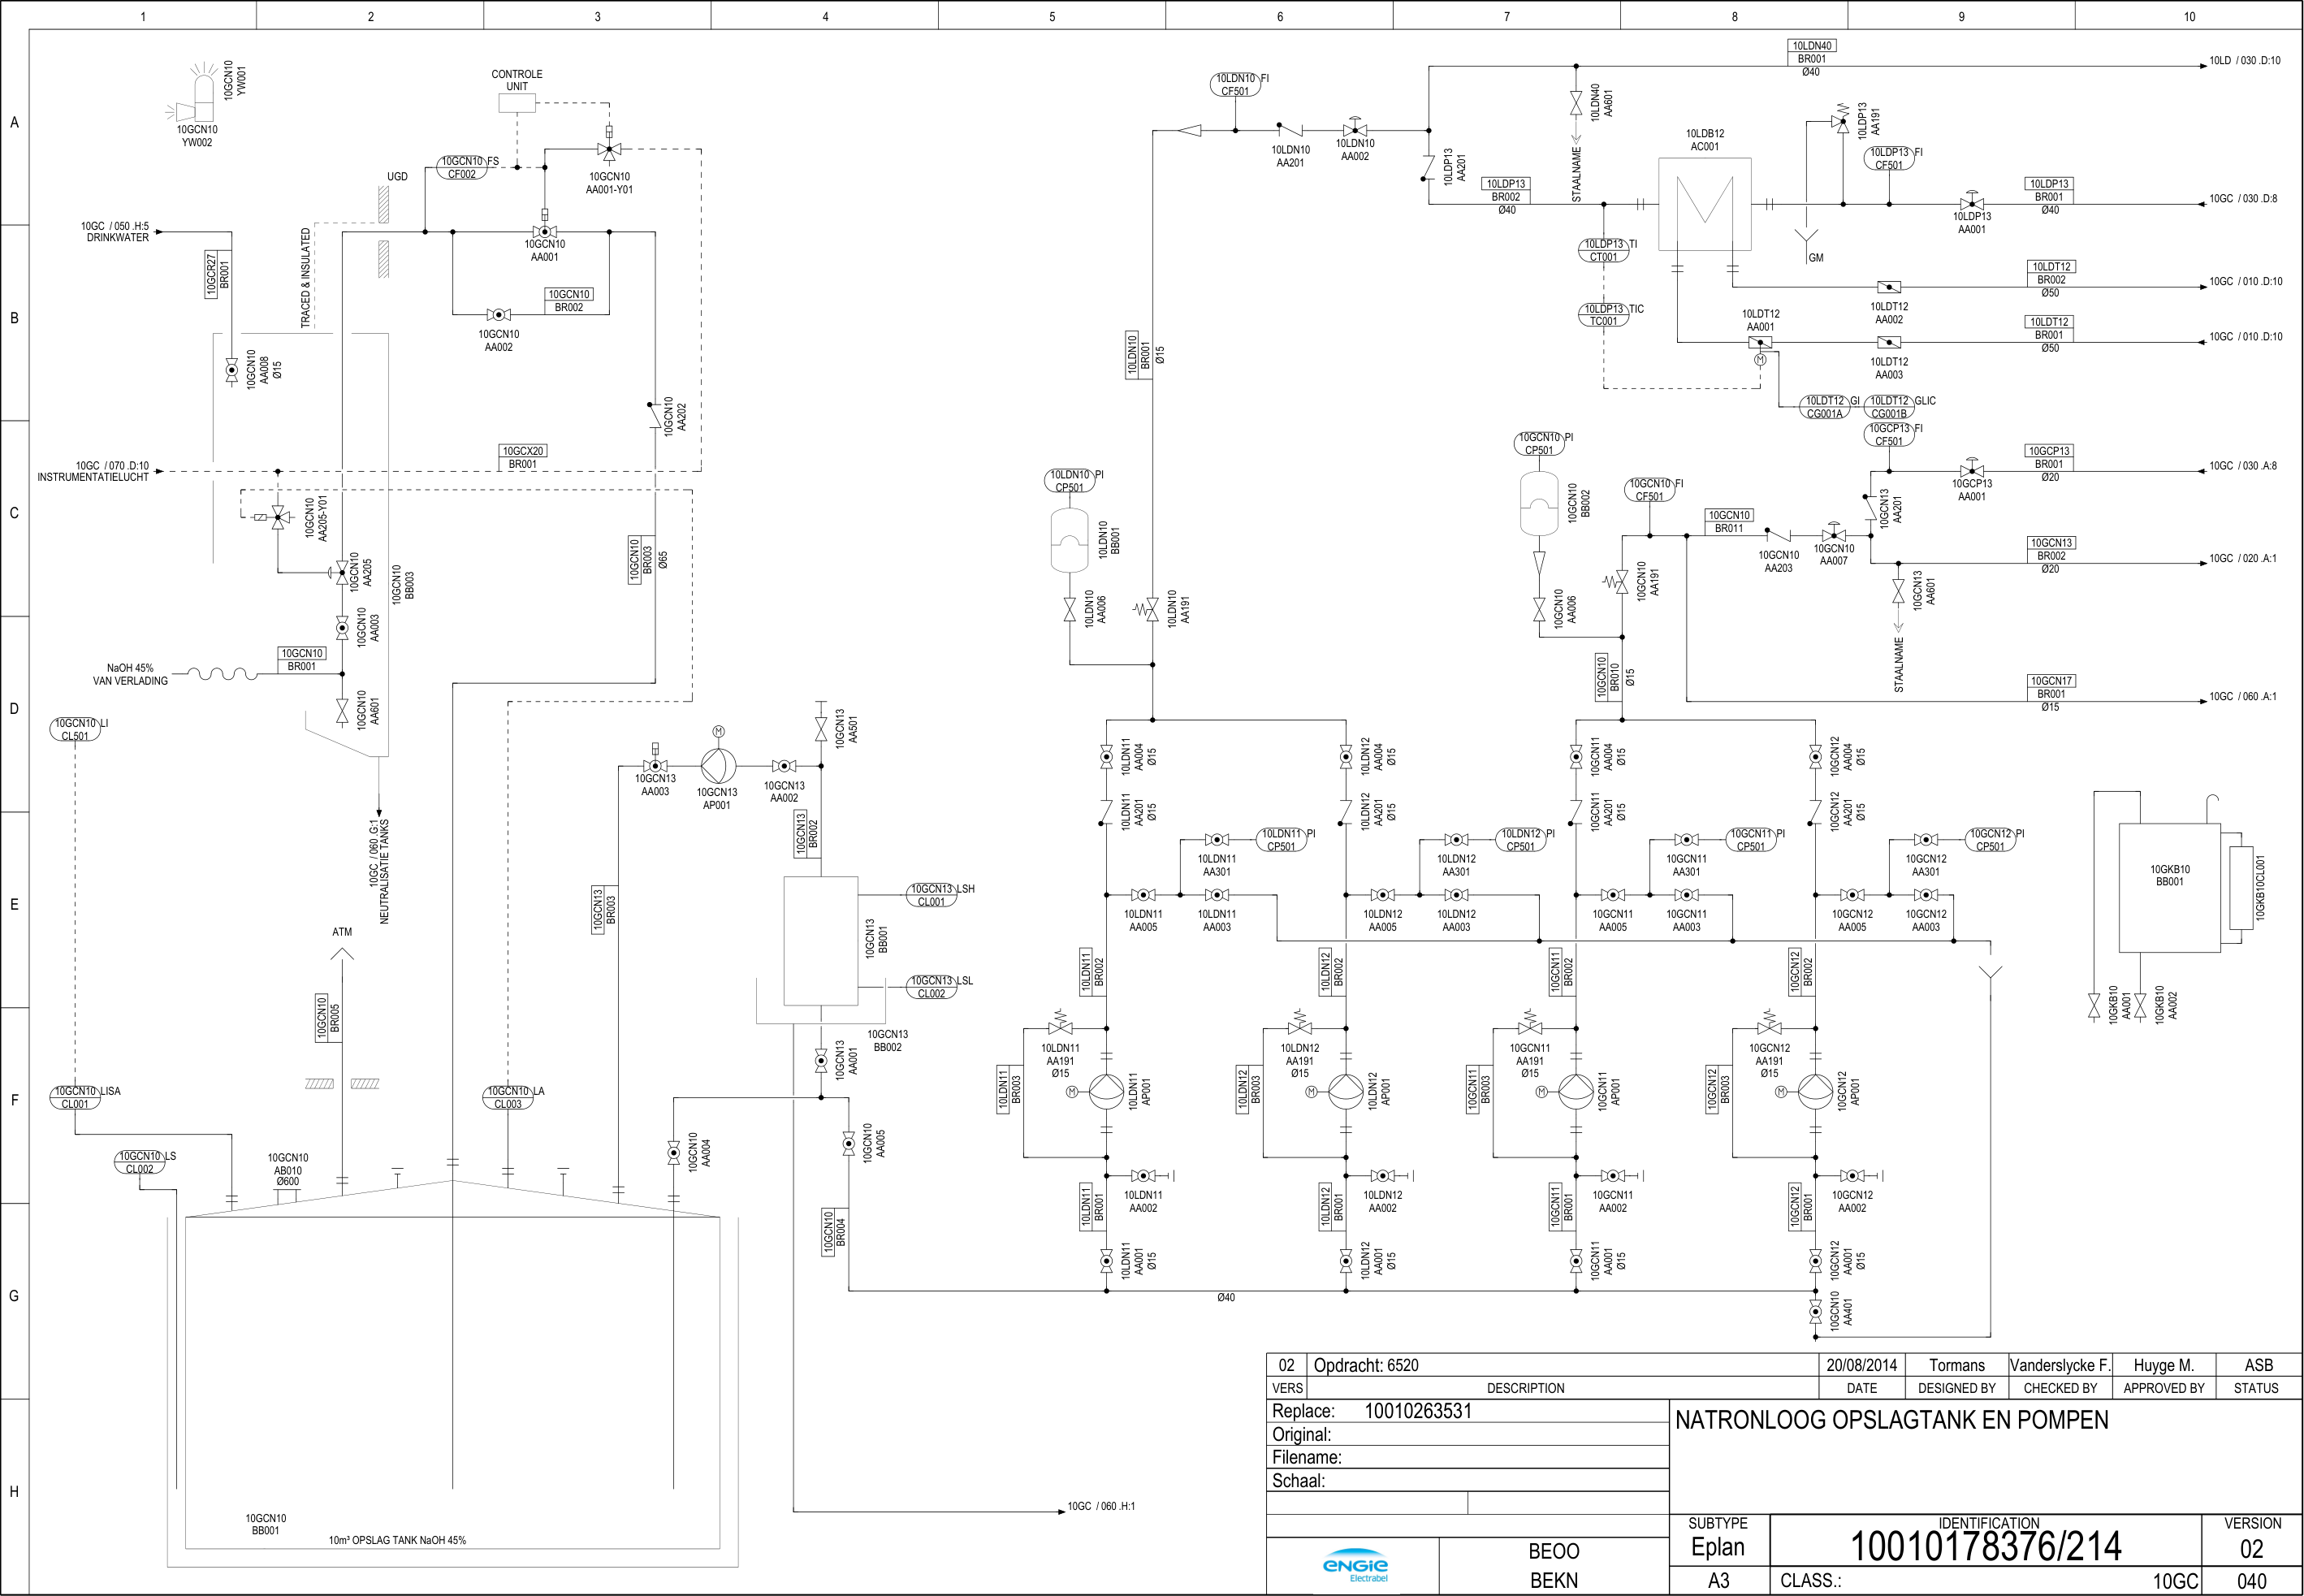 1 2 3 4 5 6 7 8 9 10
A
B
C
D
E
F
G
H
10GCN10
YW001
10GCN10
YW002
CONTROLE
UNIT
10GCN10 FS
CF002
10GCN10
AA001-Y01
UGD
10GC / 050 .H:5
DRINKWATER
10GCR27
BR001
TRACED & INSULATED
10GCN10
AA001
10GCN10
BR002
10GCN10
AA002
10GCN10
AA008
Ø15
10GCN10
AA202
10GCX20
BR001
10GC / 070 .D:10
INSTRUMENTATIELUCHT
10GCN10
AA205-Y01
10GCN10
AA205
10GCN10
BB003
10GCN10
BR003
Ø65
10GCN10
AA003
10GCN10
BR001
NaOH 45%
VAN VERLADING
10GCN10
AA601
10GCN10 LI
CL501
10GC / 060 .G:1
NEUTRALISATIE TANKS
ATM
10GCN10
BR005
10GCN10 LISA
CL001
10GCN10 LS
CL002
10GCN10
AB010
Ø600
10GCN10 LA
CL003
10GCN10
BB001
10m³ OPSLAG TANK NaOH 45%
10GCN13
AA003
10GCN13
AP001
10GCN13
AA002
10GCN13
AA501
10GCN13
BR002
10GCN13
BR003
10GCN13 LSH
CL001
10GCN13
BB001
10GCN13 LSL
CL002
10GCN13
BB002
10GCN13
AA001
10GCN10
AA004
10GCN10
AA005
10GCN10
BR004
10GC / 060 .H:1
10LDN10 FI
CF501
10LDN10
AA201
10LDN10
AA002
10LDN40
BR001
Ø40
10LD / 030 .D:10
10LDN40
AA601
STAALNAME
10LDP13
AA201
10LDP13
BR002
Ø40
10LDB12
AC001
10LDP13
AA191
10LDP13 FI
CF501
10LDP13
AA001
10LDP13
BR001
Ø40
10GC / 030 .D:8
GM
10LDP13 TI
CT001
10LDP13 TIC
TC001
10LDT12
BR002
Ø50
10GC / 010 .D:10
10LDT12
AA002
10LDT12
AA001
M
10LDT12
BR001
Ø50
10GC / 010 .D:10
10LDT12
AA003
10LDT12 GI
CG001A
10LDT12 GLIC
CG001B
10LDN10
BR001
Ø15
10GCP13 FI
CF501
10GCP13
BR001
Ø20
10GC / 030 .A:8
10GCP13
AA001
10LDN10 PI
CP501
10LDN10
BB001
10LDN10
AA006
10LDN10
AA191
10GCN10 PI
CP501
10GCN10
BB002
10GCN10
AA006
10GCN10 FI
CF501
10GCN10
AA191
10GCN10
BR011
10GCN10
AA203
10GCN10
AA007
10GCN13
AA201
10GCN13
BR002
Ø20
10GC / 020 .A:1
10GCN13
AA601
STAALNAME
10GCN10
BR010
Ø15
10GCN17
BR001
Ø15
10GC / 060 .A:1
M
10LDN11
AA004
Ø15
10LDN12
AA004
Ø15
10GCN11
AA004
Ø15
10GCN12
AA004
Ø15
10LDN11
AA201
Ø15
10LDN12
AA201
Ø15
10GCN11
AA201
Ø15
10GCN12
AA201
Ø15
10LDN11 PI
CP501
10LDN12 PI
CP501
10GCN11 PI
CP501
10GCN12 PI
CP501
10LDN11
AA301
10LDN12
AA301
10GCN11
AA301
10GCN12
AA301
10LDN11
AA005
10LDN11
AA003
10LDN12
AA005
10LDN12
AA003
10GCN11
AA005
10GCN11
AA003
10GCN12
AA005
10GCN12
AA003
10LDN11
BR002
10LDN12
BR002
10GCN11
BR002
10GCN12
BR002
10LDN11
AA191
Ø15
10LDN12
AA191
Ø15
10GCN11
AA191
Ø15
10GCN12
AA191
Ø15
10LDN11
BR003
M
10LDN11
AP001
10LDN12
BR003
M
10LDN12
AP001
10GCN11
BR003
M
10GCN11
AP001
10GCN12
BR003
M
10GCN12
AP001
10LDN11
AA002
10LDN12
AA002
10GCN11
AA002
10GCN12
AA002
10LDN11
BR001
10LDN12
BR001
10GCN11
BR001
10GCN12
BR001
10LDN11
AA001
Ø15
10LDN12
AA001
Ø15
10GCN11
AA001
Ø15
10GCN12
AA001
Ø15
Ø40
10GCN10
AA401
10GKB10
BB001
10GKB10CL001
10GKB10
AA001
10GKB10
AA002
02 Opdracht: 6520 20/08/2014 Tormans Vanderslycke F. Huyge M. ASB
VERS DESCRIPTION DATE DESIGNED BY CHECKED BY APPROVED BY STATUS
Replace: 10010263531
Original:
Filename:
Schaal:
NATRONLOOG OPSLAGTANK EN POMPEN
ENGIE
Electrabel
BEOO
BEKN
SUBTYPE
Eplan
A3
IDENTIFICATION
10010178376/214
CLASS.: 10GC
VERSION
02
040